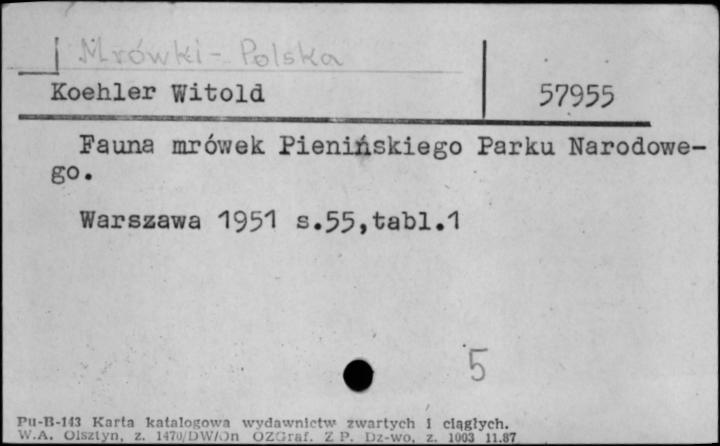 Mrówki - Polska
Koehler Witold 57955
Fauna mrówek Pienińskiego Parku Narodowe-
go.
Warszawa 1951 s.55,tabl.1
5
Pu-B-143 Karta katalogowa wydawnictw zwartych i ciągłych.
W.A. Olsztyn, z. 1470/DW/On OZGraf. Z P. Dz-wo, z. 1003 11.87